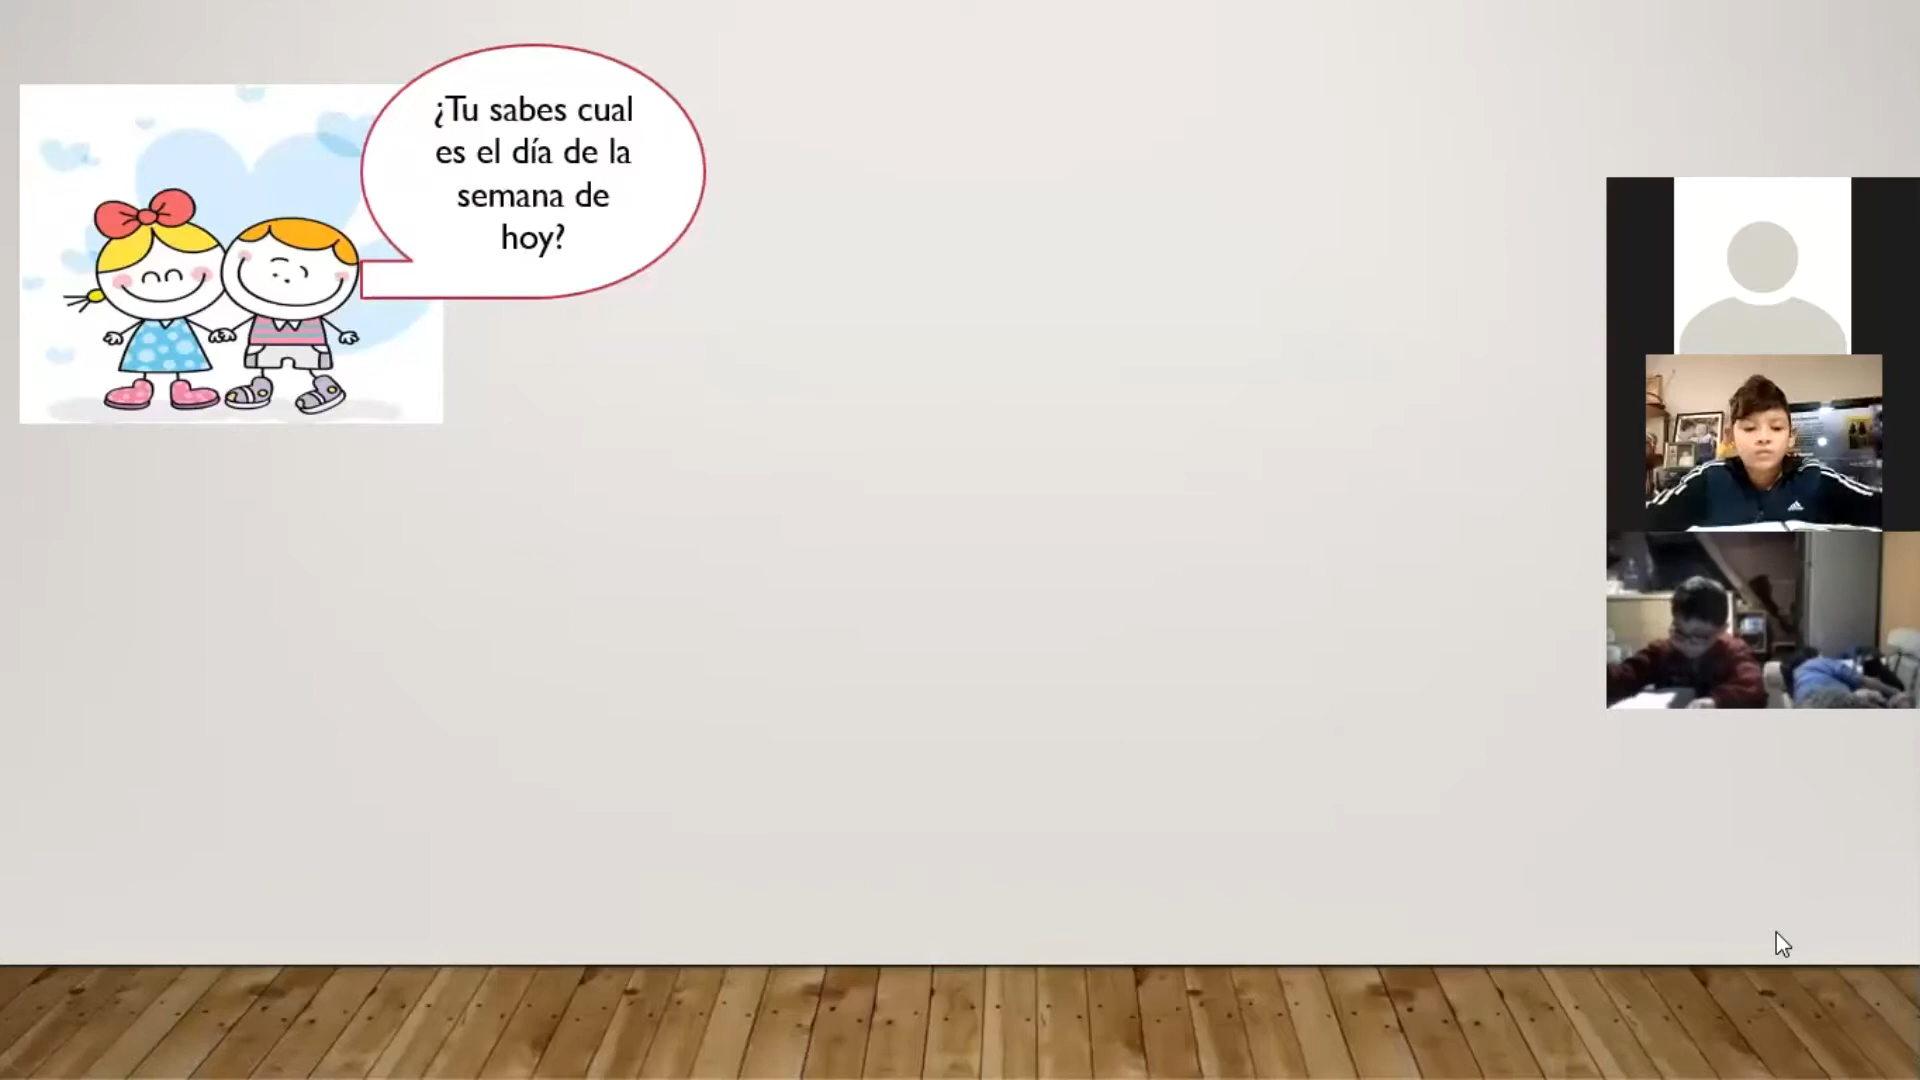 ¿Tu sabes cual
es el día de la
semana de
hoy?